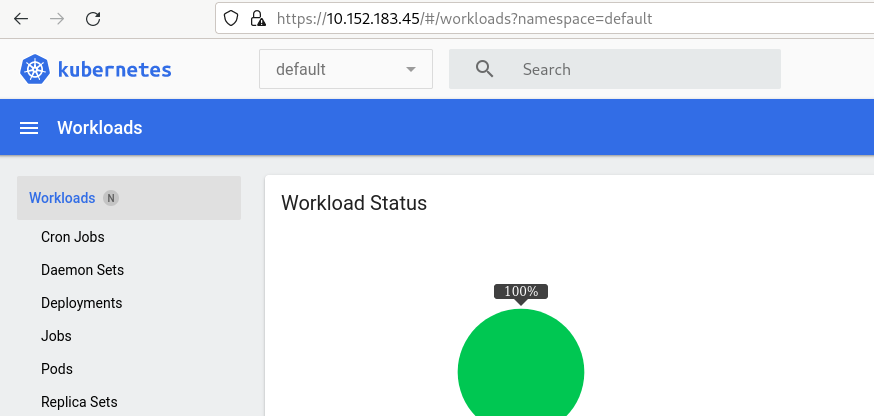 https://10.152.183.45/#/workloads?namespace=default
kubernetes
default
Search
Workloads
Workloads N
Cron Jobs
Daemon Sets
Deployments
Jobs
Pods
Replica Sets
Workload Status
100%